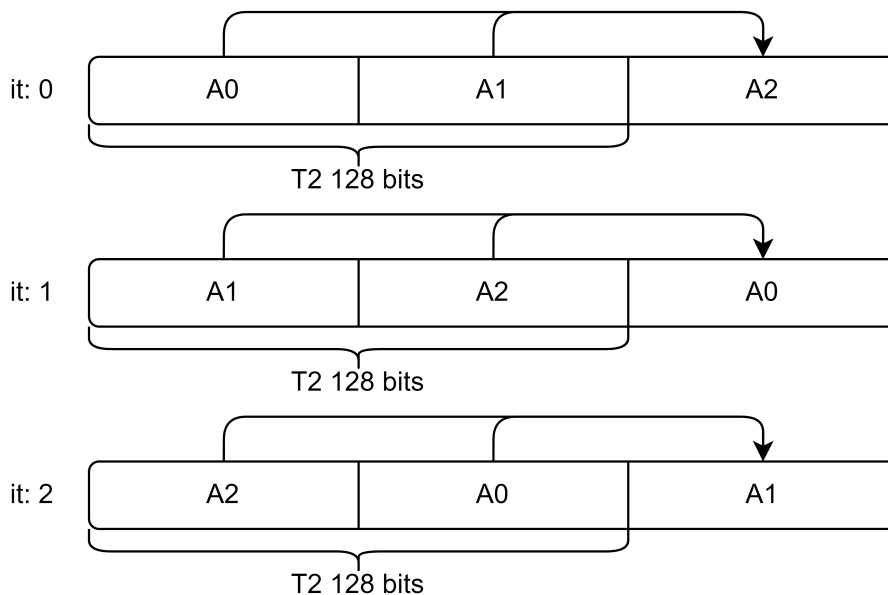 it: 0 A0 A1 A2
T2 128 bits
it: 1 A1 A2 A0
T2 128 bits
it: 2 A2 A0 A1
T2 128 bits